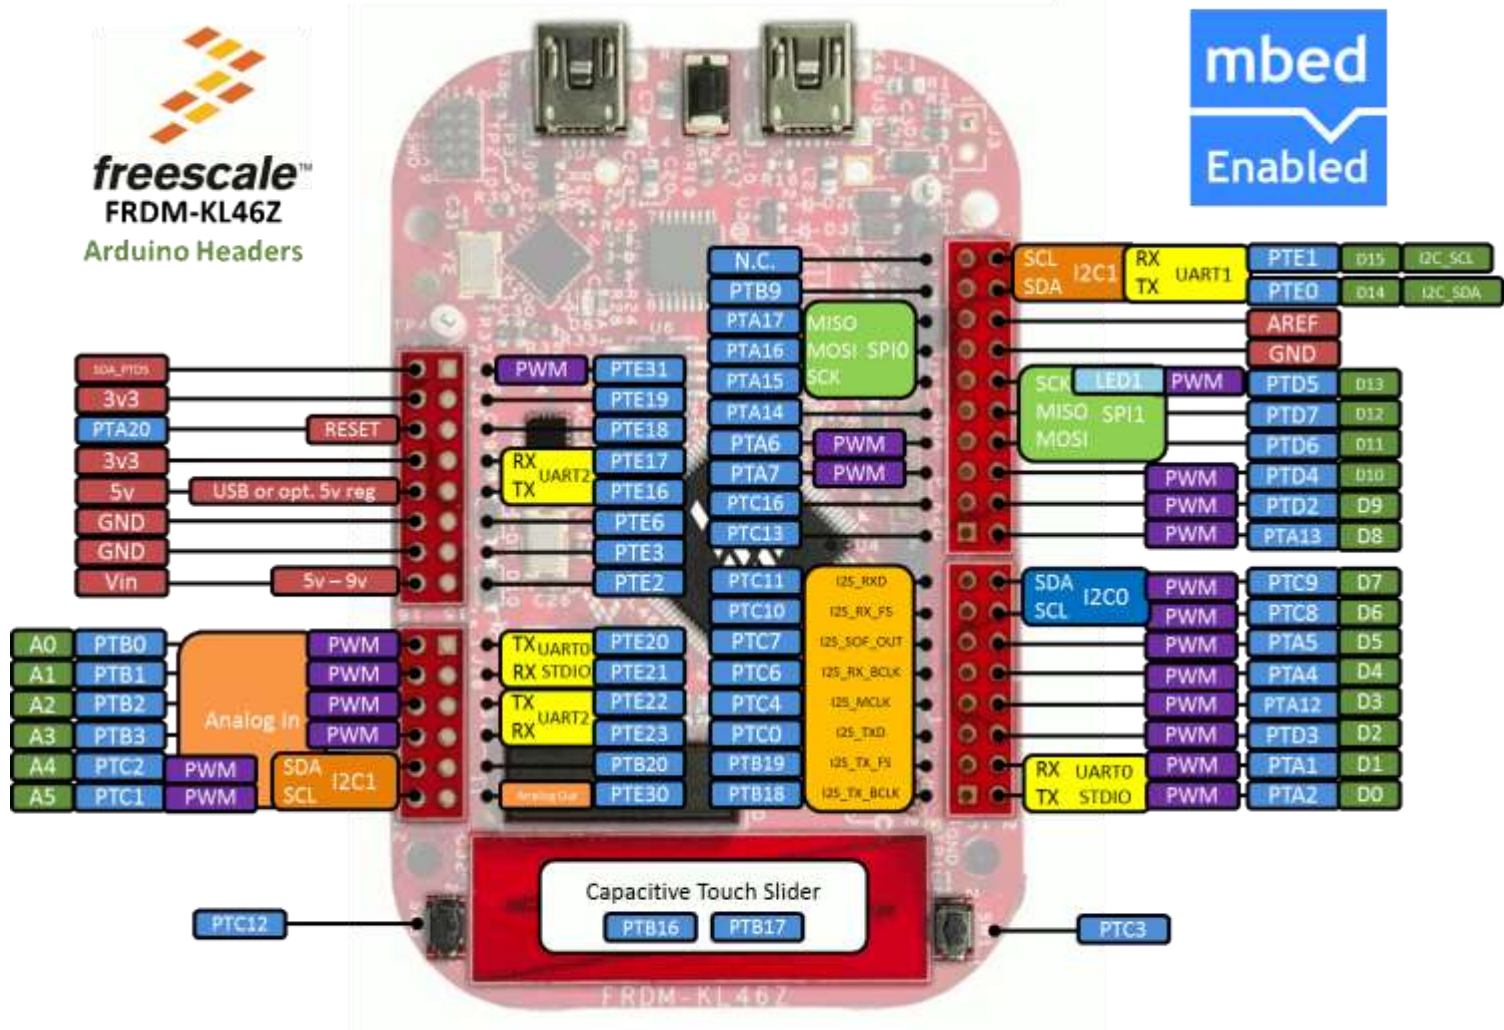 freescale™
FRDM-KL46Z
Arduino Headers
mbed
Enabled
N.C. SCL I2C1 RX UART1 PTE1 D15 I2C_SCL
PTB9 SDA TX PTE0 D14 I2C_SDA
PTA17 MISO AREF
PTA16 MOSI SPI0 GND
SDA_PTD5 PWM PTE31 PTA15 SCK SCK LED1 PWM PTD5 D13
3v3 PTE19 PTA14 MISO SPI1 PTD7 D12
PTA20 RESET PTE18 PTA6 PWM MOSI PTD6 D11
3v3 RX UART2 PTE17 PTA7 PWM PWM PTD4 D10
5v USB or opt. 5v reg TX PTE16 PTC16 PWM PTD2 D9
GND PTE6 PTC13 PWM PTA13 D8
GND PTE3
Vin 5v – 9v PTE2 PTC11 I2S_RXD SDA I2C0 PWM PTC9 D7
PTC10 I2S_RX_FS SCL PWM PTC8 D6
A0 PTB0 PWM TX UART0 PTE20 PTC7 I2S_SOF_OUT PWM PTA5 D5
A1 PTB1 PWM RX STDIO PTE21 PTC6 I2S_RX_BCLK PWM PTA4 D4
A2 PTB2 Analog In PWM TX UART2 PTE22 PTC4 I2S_MCLK PWM PTA12 D3
A3 PTB3 PWM RX PTE23 PTC0 I2S_TXD PWM PTD3 D2
A4 PTC2 PWM SDA I2C1 PTB20 PTB19 I2S_TX_FS RX UART0 PWM PTA1 D1
A5 PTC1 PWM SCL Analog Out PTE30 PTB18 I2S_TX_BCLK TX STDIO PWM PTA2 D0
Capacitive Touch Slider
PTC12 PTB16 PTB17 PTC3
FRDM-KL46Z